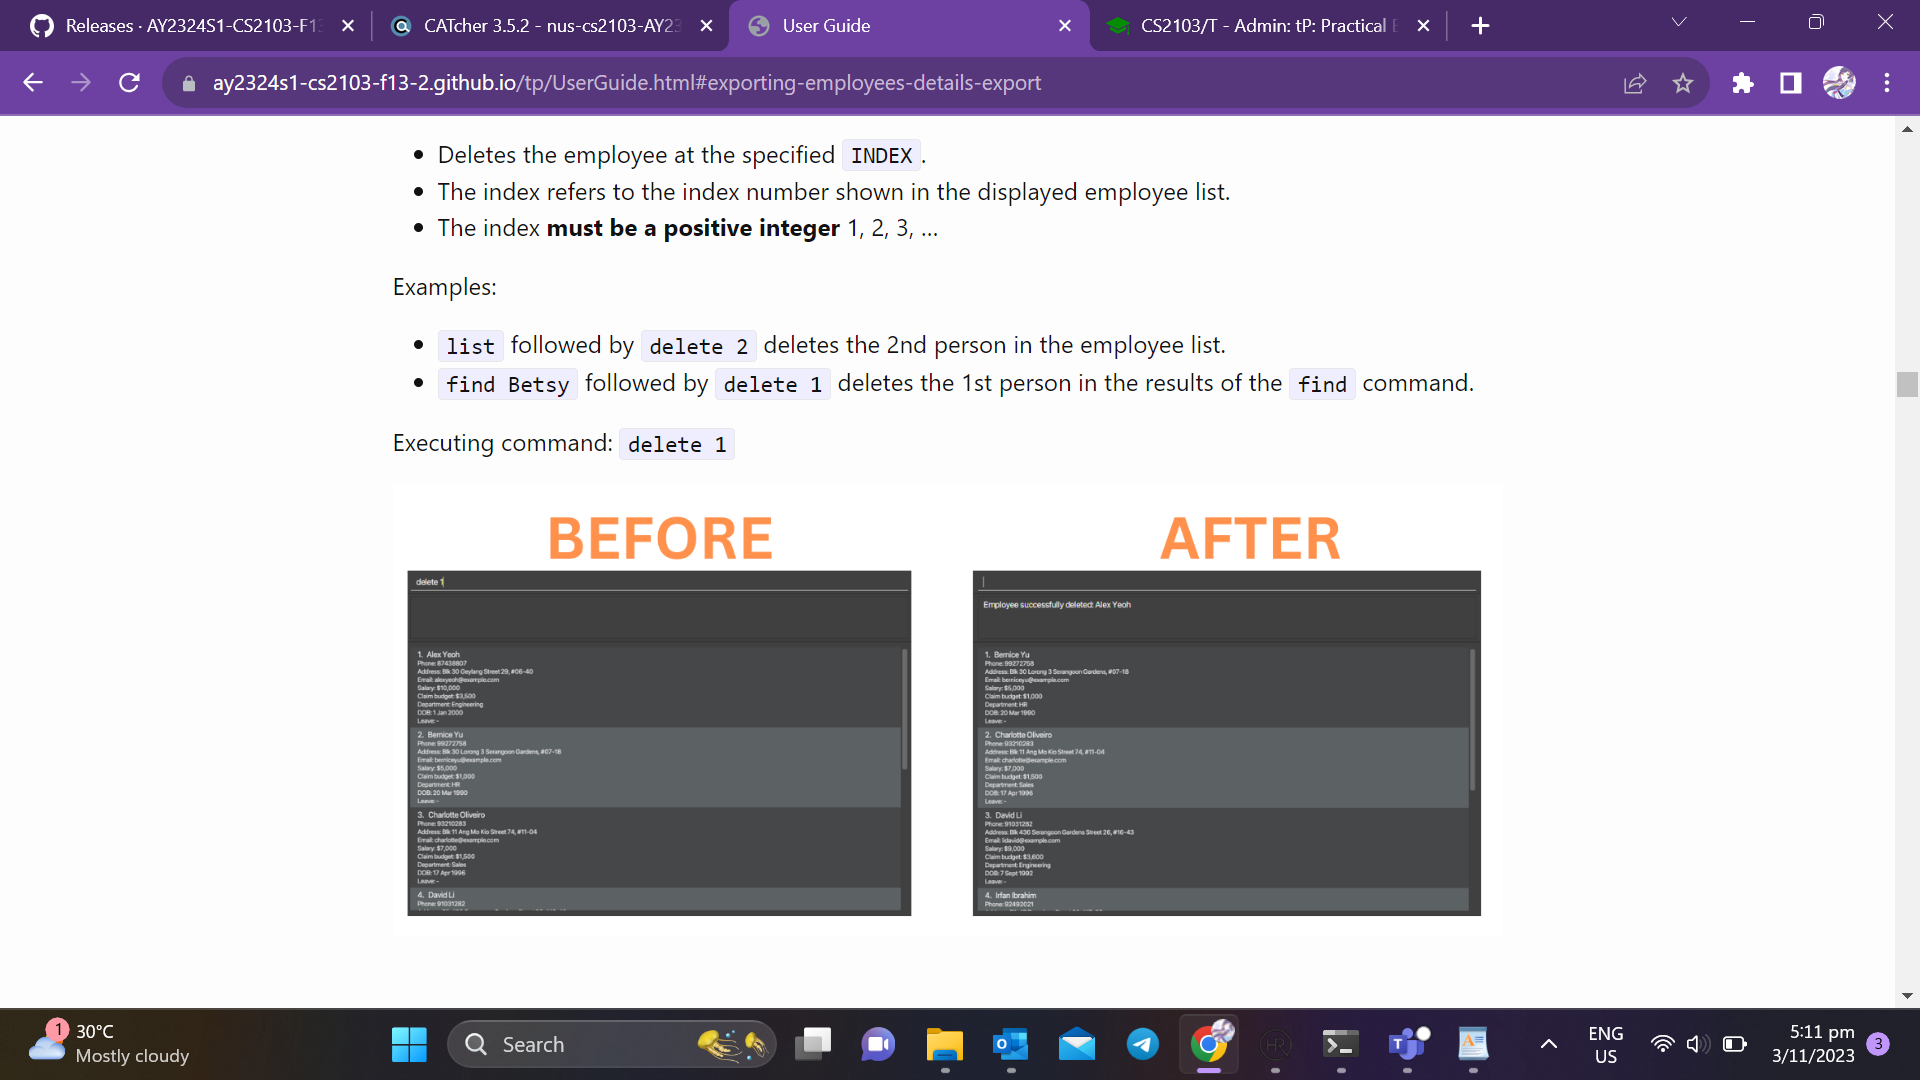 Releases · AY2324S1-CS2103-F13
CATcher 3.5.2 - nus-cs2103-AY23
User Guide
CS2103/T - Admin: tP: Practical E
ay2324s1-cs2103-f13-2.github.io/tp/UserGuide.html#exporting-employees-details-export
Deletes the employee at the specified INDEX.
The index refers to the index number shown in the displayed employee list.
The index must be a positive integer 1, 2, 3, …
Examples:
list followed by delete 2 deletes the 2nd person in the employee list.
find Betsy followed by delete 1 deletes the 1st person in the results of the find command.
Executing command: delete 1
BEFORE
delete 1
1. Alex Yeoh
Phone: 87438807
Address: Blk 30 Geylang Street 29, #06-40
Email: alexyeoh@example.com
Salary: $10,000
Claim budget: $3,500
Department: Engineering
DOB: 1 Jan 2000
Leave: -
2. Bernice Yu
Phone: 99272758
Address: Blk 30 Lorong 3 Serangoon Gardens, #07-18
Email: berniceyu@example.com
Salary: $5,000
Claim budget: $1,000
Department: HR
DOB: 20 Mar 1990
Leave: -
3. Charlotte Oliveiro
Phone: 93210283
Address: Blk 11 Ang Mo Kio Street 74, #11-04
Email: charlotte@example.com
Salary: $7,000
Claim budget: $1,500
Department: Sales
DOB: 17 Apr 1996
Leave: -
4. David Li
Phone: 91031282
AFTER
Employee successfully deleted: Alex Yeoh
1. Bernice Yu
Phone: 99272758
Address: Blk 30 Lorong 3 Serangoon Gardens, #07-18
Email: berniceyu@example.com
Salary: $5,000
Claim budget: $1,000
Department: HR
DOB: 20 Mar 1990
Leave: -
2. Charlotte Oliveiro
Phone: 93210283
Address: Blk 11 Ang Mo Kio Street 74, #11-04
Email: charlotte@example.com
Salary: $7,000
Claim budget: $1,500
Department: Sales
DOB: 17 Apr 1996
Leave: -
3. David Li
Phone: 91031282
Address: Blk 436 Serangoon Gardens Street 26, #16-43
Email: lidavid@example.com
Salary: $9,000
Claim budget: $3,600
Department: Engineering
DOB: 7 Sept 1992
Leave: -
4. Irfan Ibrahim
Phone: 92492021
1
30°C
Mostly cloudy
Search
ENG
US
5:11 pm
3/11/2023
3